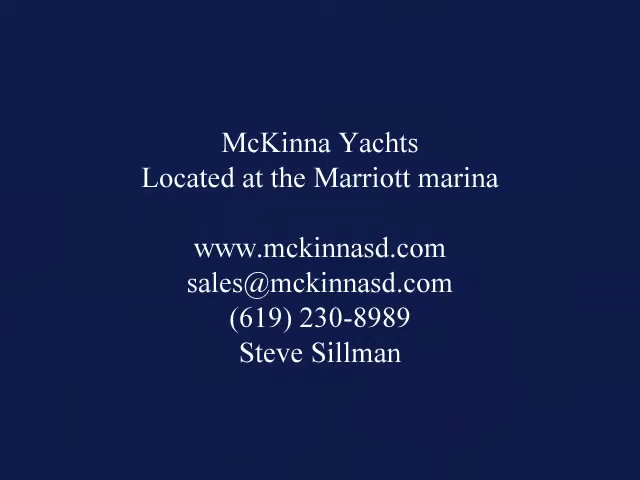 McKinna Yachts
Located at the Marriott marina
www.mckinnasd.com
sales@mckinnasd.com
(619) 230-8989
Steve Sillman